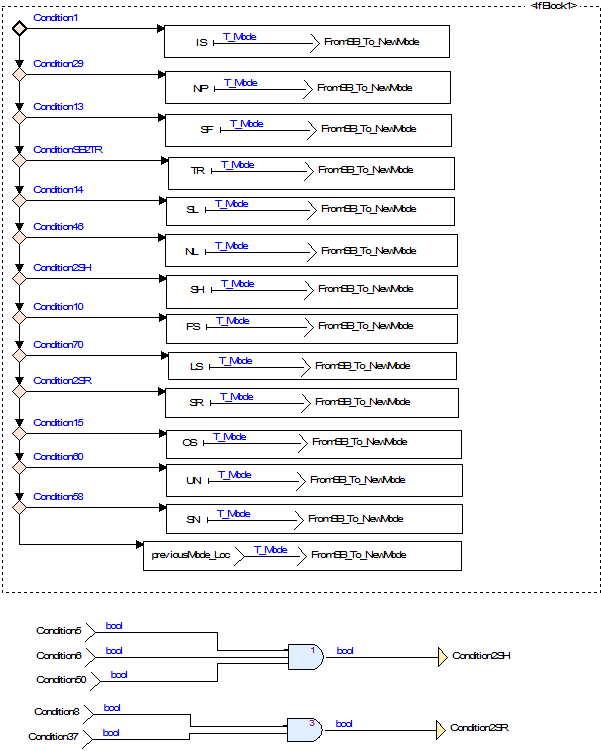 <IfBlock1>
Condition1
IS T_Mode FromSB_To_NewMode
Condition29
NP T_Mode FromSB_To_NewMode
Condition13
SF T_Mode FromSB_To_NewMode
ConditionSB2TR
TR T_Mode FromSB_To_NewMode
Condition14
SL T_Mode FromSB_To_NewMode
Condition46
NL T_Mode FromSB_To_NewMode
Condition2SH
SH T_Mode FromSB_To_NewMode
Condition10
FS T_Mode FromSB_To_NewMode
Condition70
LS T_Mode FromSB_To_NewMode
Condition2SR
SR T_Mode FromSB_To_NewMode
Condition15
OS T_Mode FromSB_To_NewMode
Condition60
UN T_Mode FromSB_To_NewMode
Condition58
SN T_Mode FromSB_To_NewMode
previousMode_Loc T_Mode FromSB_To_NewMode
Condition5 bool
Condition6 bool 1 bool Condition2SH
Condition50 bool
Condition8 bool
3 bool Condition2SR
Condition37 bool